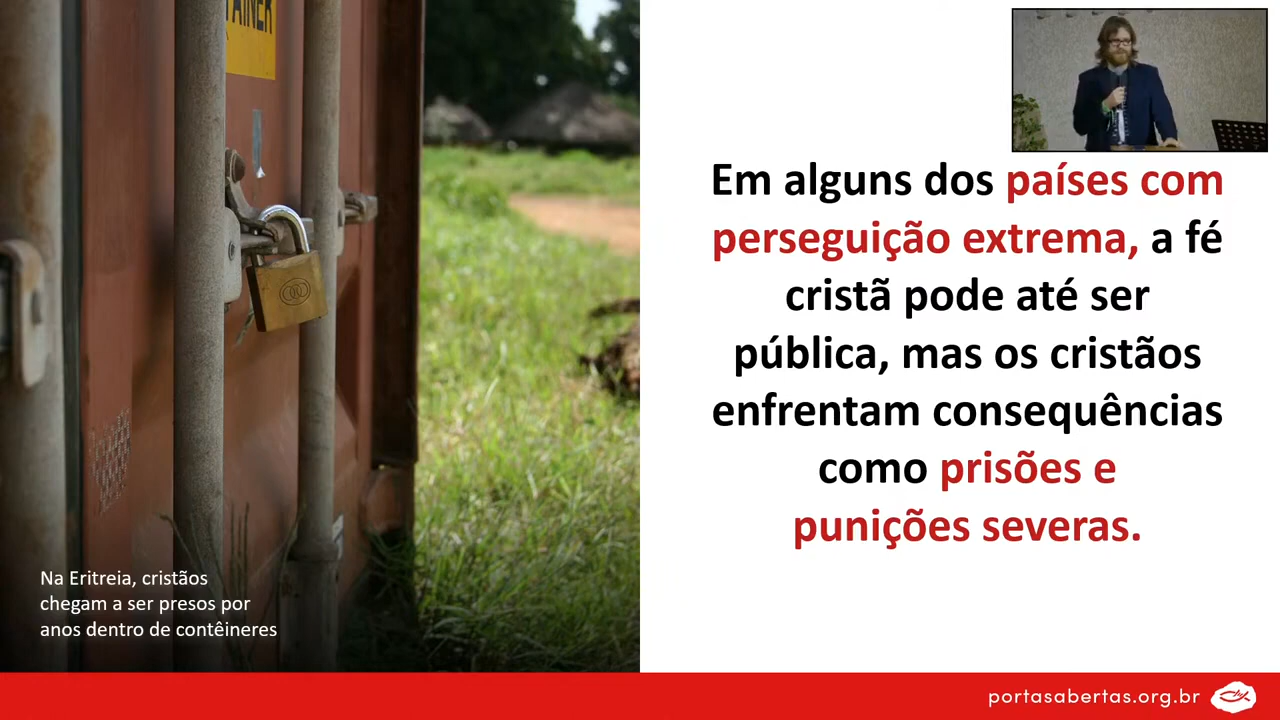 Em alguns dos países com
perseguição extrema, a fé
cristã pode até ser
pública, mas os cristãos
enfrentam consequências
como prisões e
punições severas.
Na Eritreia, cristãos
chegam a ser presos por
anos dentro de contêineres
portasabertas.org.br